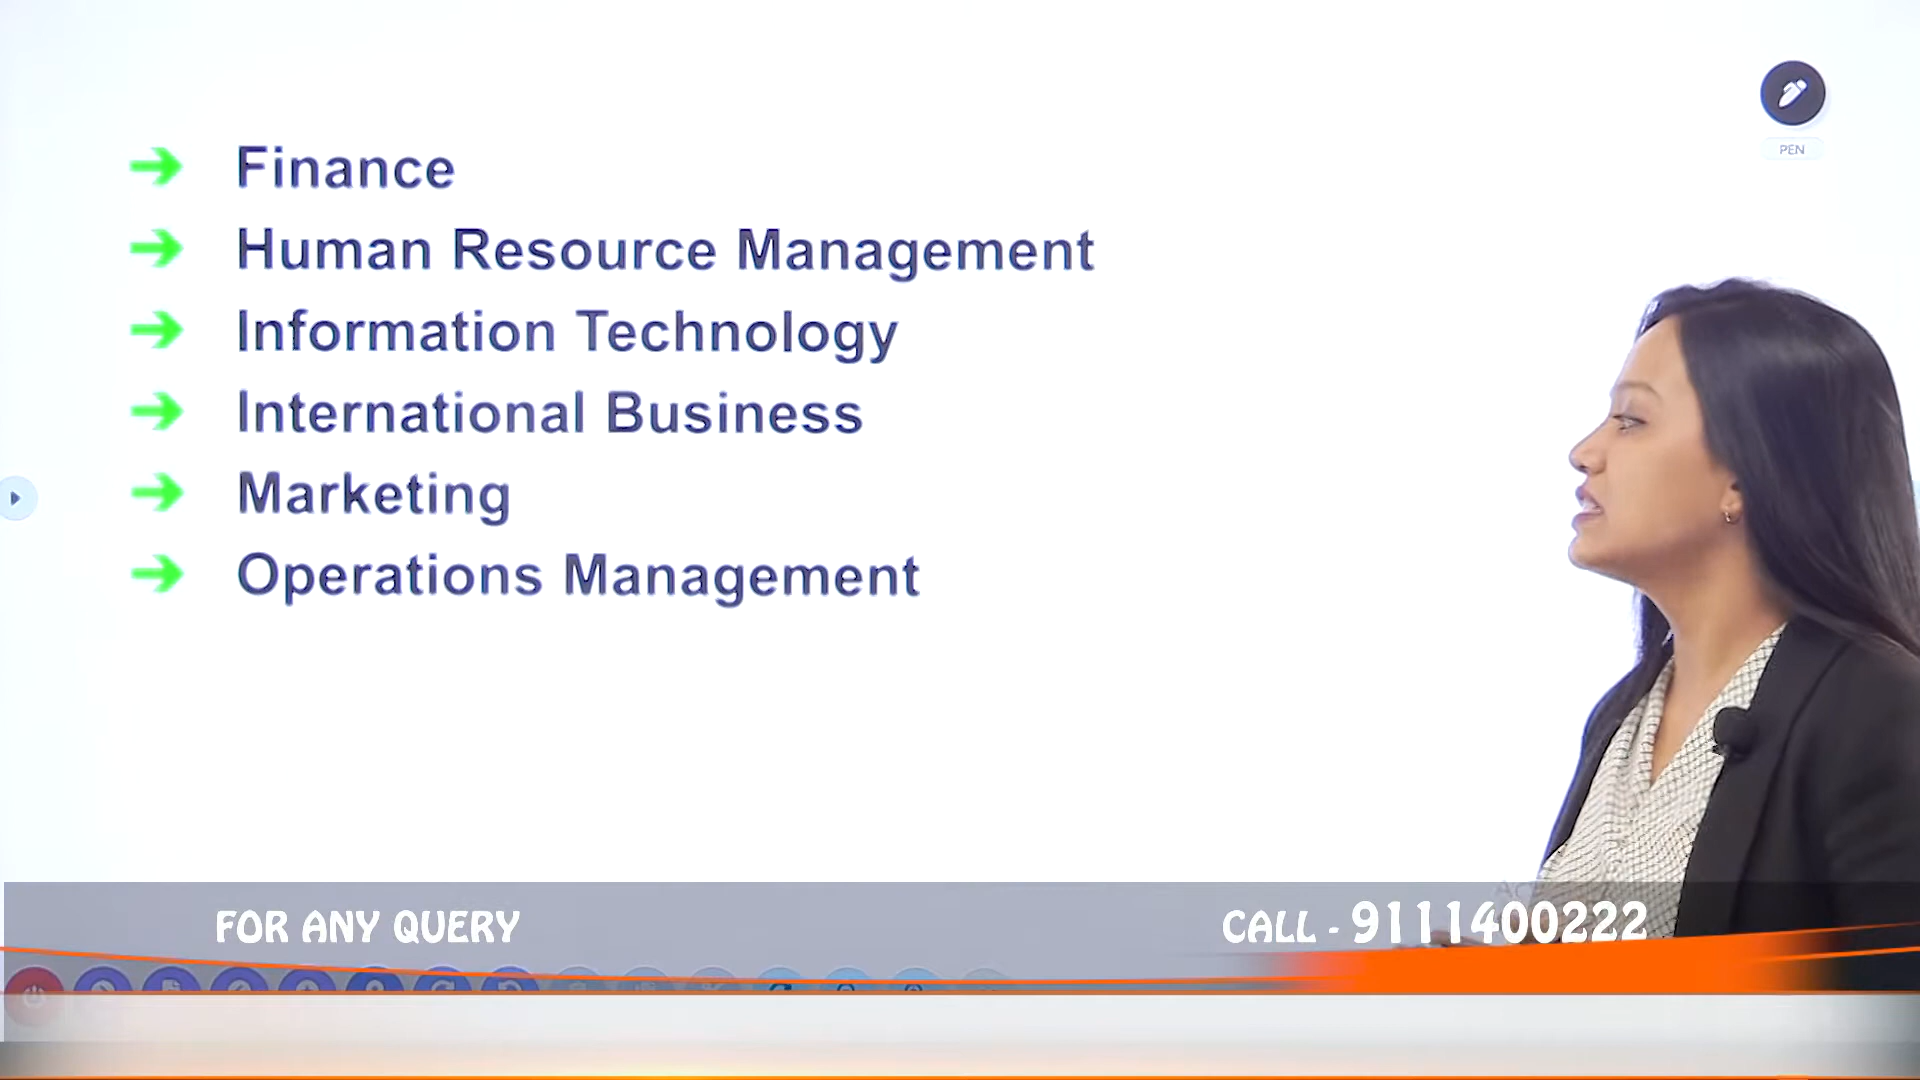 PEN
Finance
Human Resource Management
Information Technology
International Business
Marketing
Operations Management
FOR ANY QUERY
CALL - 9111400222